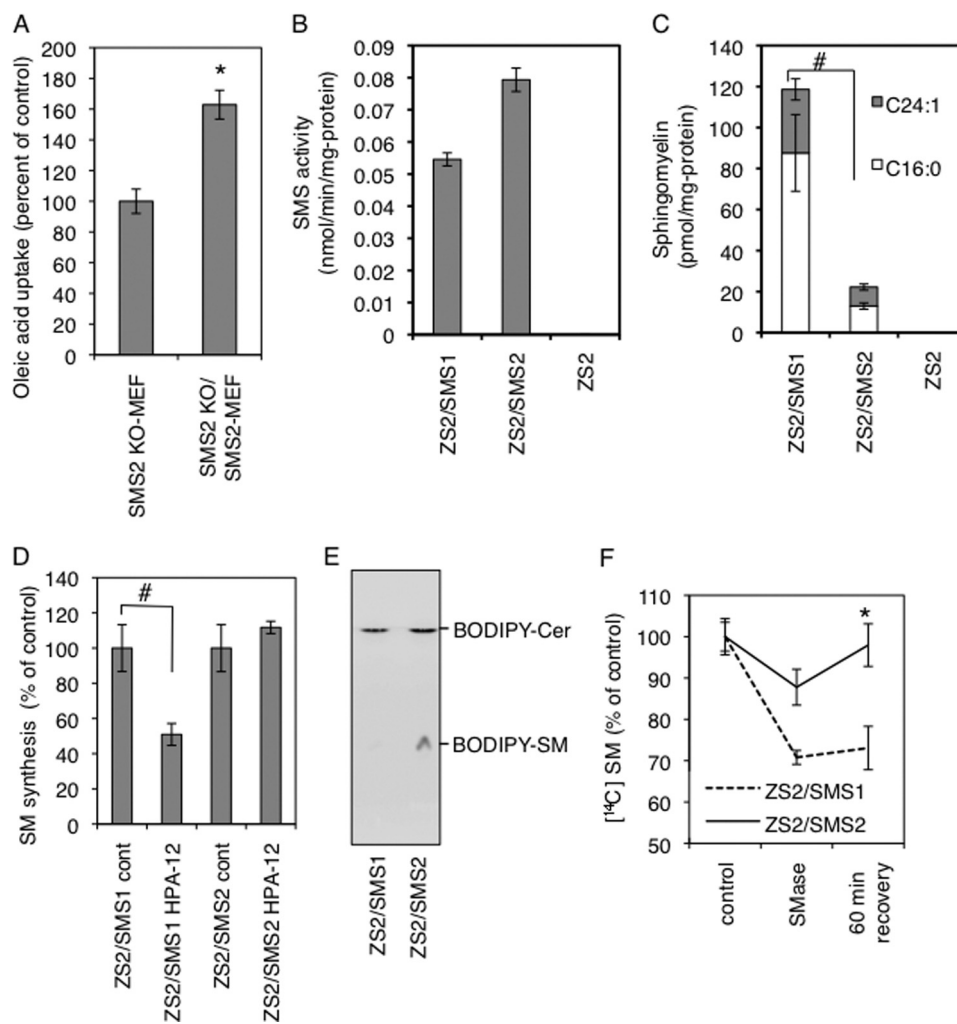 A
Oleic acid uptake (percent of control)
200
180
160
140
120
100
80
60
40
20
0
*
SMS2 KO-MEF
SMS2 KO/
SMS2-MEF
B
SMS activity
(nmol/min/mg-protein)
0.09
0.08
0.07
0.06
0.05
0.04
0.03
0.02
0.01
0
ZS2/SMS1
ZS2/SMS2
ZS2
C
Sphingomyelin
(pmol/mg-protein)
140
120
100
80
60
40
20
0
#
C24:1
C16:0
ZS2/SMS1
ZS2/SMS2
ZS2
D
SM synthesis (% of control)
140
120
100
80
60
40
20
0
#
ZS2/SMS1 cont
ZS2/SMS1 HPA-12
ZS2/SMS2 cont
ZS2/SMS2 HPA-12
E
BODIPY-Cer
BODIPY-SM
ZS2/SMS1
ZS2/SMS2
F
[¹⁴C] SM (% of control)
110
100
90
80
70
60
50
*
ZS2/SMS1
ZS2/SMS2
control
SMase
60 min
recovery